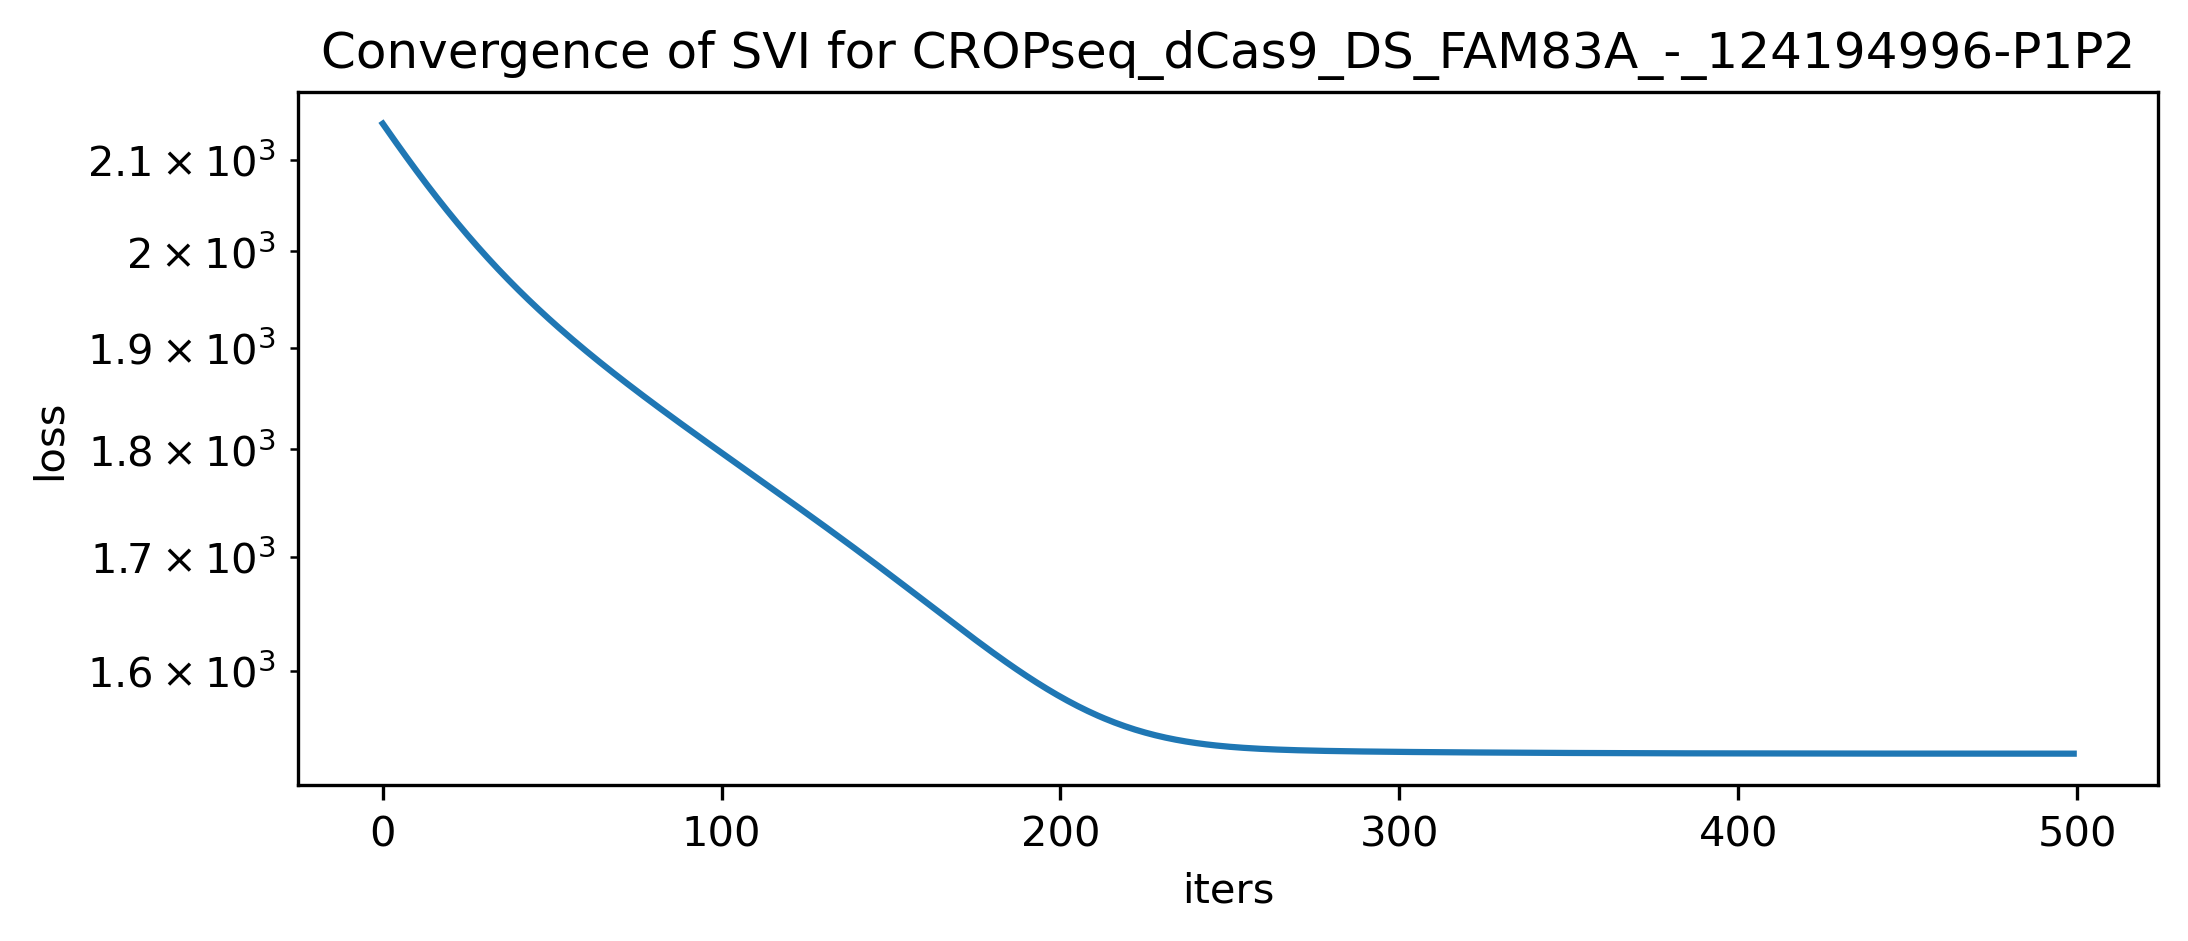 Convergence of SVI for CROPseq_dCas9_DS_FAM83A_-_124194996-P1P2
2.1 × 10³
2 × 10³
1.9 × 10³
1.8 × 10³
1.7 × 10³
1.6 × 10³
loss
0 100 200 300 400 500
iters